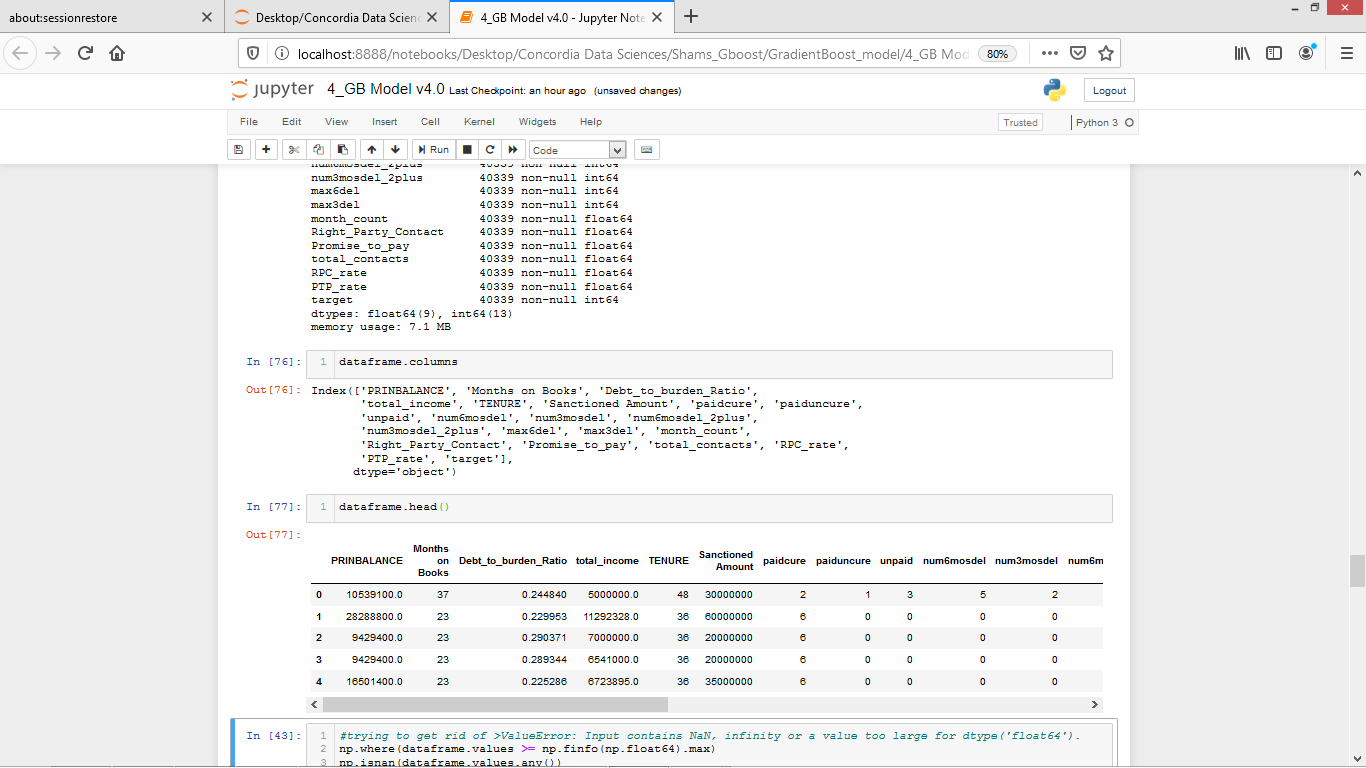 about:sessionrestore
Desktop/Concordia Data Scien
4_GB Model v4.0 - Jupyter Note
localhost:8888/notebooks/Desktop/Concordia Data Sciences/Shams_Gboost/GradientBoost_model/4_GB Mod
80%
jupyter 4_GB Model v4.0 Last Checkpoint: an hour ago (unsaved changes)
Logout
File Edit View Insert Cell Kernel Widgets Help
Trusted
Python 3
Run
Code
num6mosdel_2plus 40339 non-null int64
num3mosdel_2plus 40339 non-null int64
max6del 40339 non-null int64
max3del 40339 non-null int64
month_count 40339 non-null float64
Right_Party_Contact 40339 non-null float64
Promise_to_pay 40339 non-null float64
total_contacts 40339 non-null float64
RPC_rate 40339 non-null float64
PTP_rate 40339 non-null float64
target 40339 non-null int64
dtypes: float64(9), int64(13)
memory usage: 7.1 MB
In [76]: 1 dataframe.columns
Out[76]: Index(['PRINBALANCE', 'Months on Books', 'Debt_to_burden_Ratio',
'total_income', 'TENURE', 'Sanctioned Amount', 'paidcure', 'paiduncure',
'unpaid', 'num6mosdel', 'num3mosdel', 'num6mosdel_2plus',
'num3mosdel_2plus', 'max6del', 'max3del', 'month_count',
'Right_Party_Contact', 'Promise_to_pay', 'total_contacts', 'RPC_rate',
'PTP_rate', 'target'],
dtype='object')
In [77]: 1 dataframe.head()
Out[77]:
PRINBALANCE Months on Books Debt_to_burden_Ratio total_income TENURE Sanctioned Amount paidcure paiduncure unpaid num6mosdel num3mosdel num6m
0 10539100.0 37 0.244840 5000000.0 48 30000000 2 1 3 5 2
1 28288800.0 23 0.229953 11292328.0 36 60000000 6 0 0 0 0
2 9429400.0 23 0.290371 7000000.0 36 20000000 6 0 0 0 0
3 9429400.0 23 0.289344 6541000.0 36 20000000 6 0 0 0 0
4 16501400.0 23 0.225286 6723895.0 36 35000000 6 0 0 0 0
In [43]: 1 #trying to get rid of >ValueError: Input contains NaN, infinity or a value too large for dtype('float64').
2 np.where(dataframe.values >= np.finfo(np.float64).max)
3 np.isnan(dataframe.values.any())